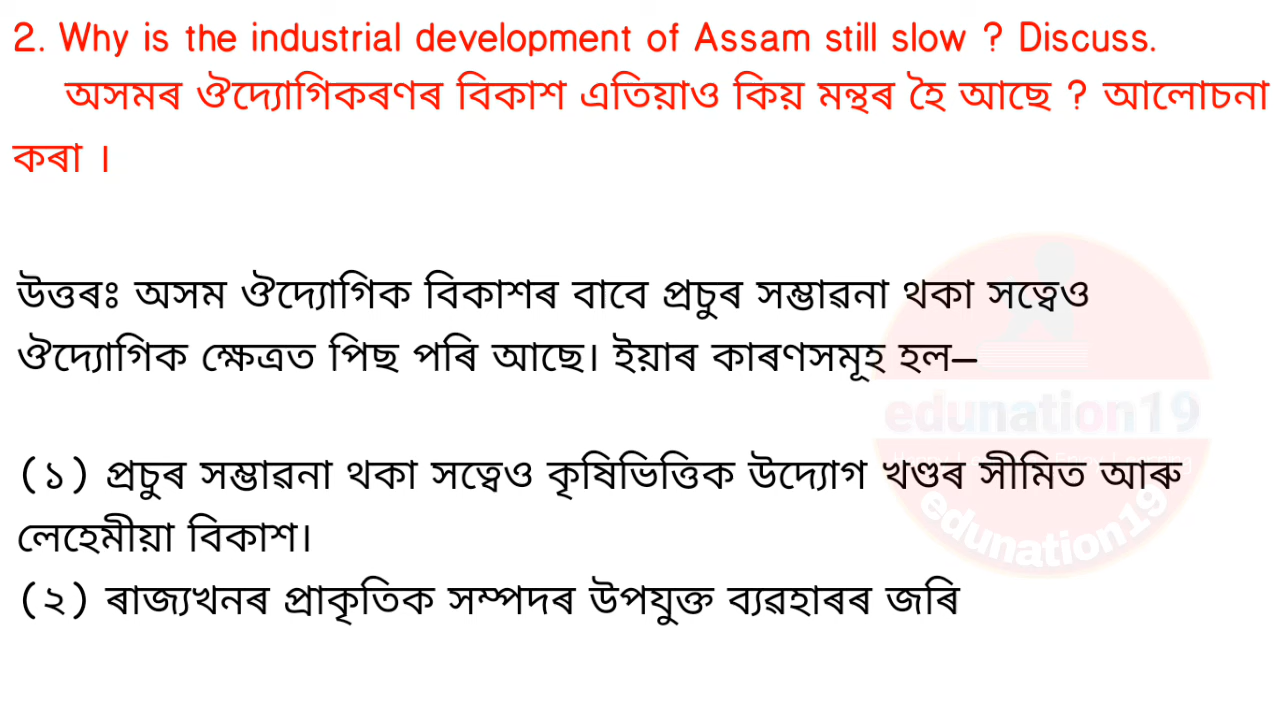 2. Why is the industrial development of Assam still slow ? Discuss.
অসমৰ ঔদ্যোগিকৰণৰ বিকাশ এতিয়াও কিয় মন্থৰ হৈ আছে ? আলোচনা
কৰা ।
উত্তৰঃ অসম ঔদ্যোগিক বিকাশৰ বাবে প্ৰচুৰ সম্ভাৱনা থকা সত্বেও
ঔদ্যোগিক ক্ষেত্ৰত পিছ পৰি আছে। ইয়াৰ কাৰণসমূহ হল–
edunation19
(১) প্ৰচুৰ সম্ভাৱনা থকা সত্বেও কৃষিভিত্তিক উদ্যোগ খণ্ডৰ সীমিত আৰু
লেহেমীয়া বিকাশ।
edunation19
(২) ৰাজ্যখনৰ প্ৰাকৃতিক সম্পদৰ উপযুক্ত ব্যৱহাৰৰ জৰি